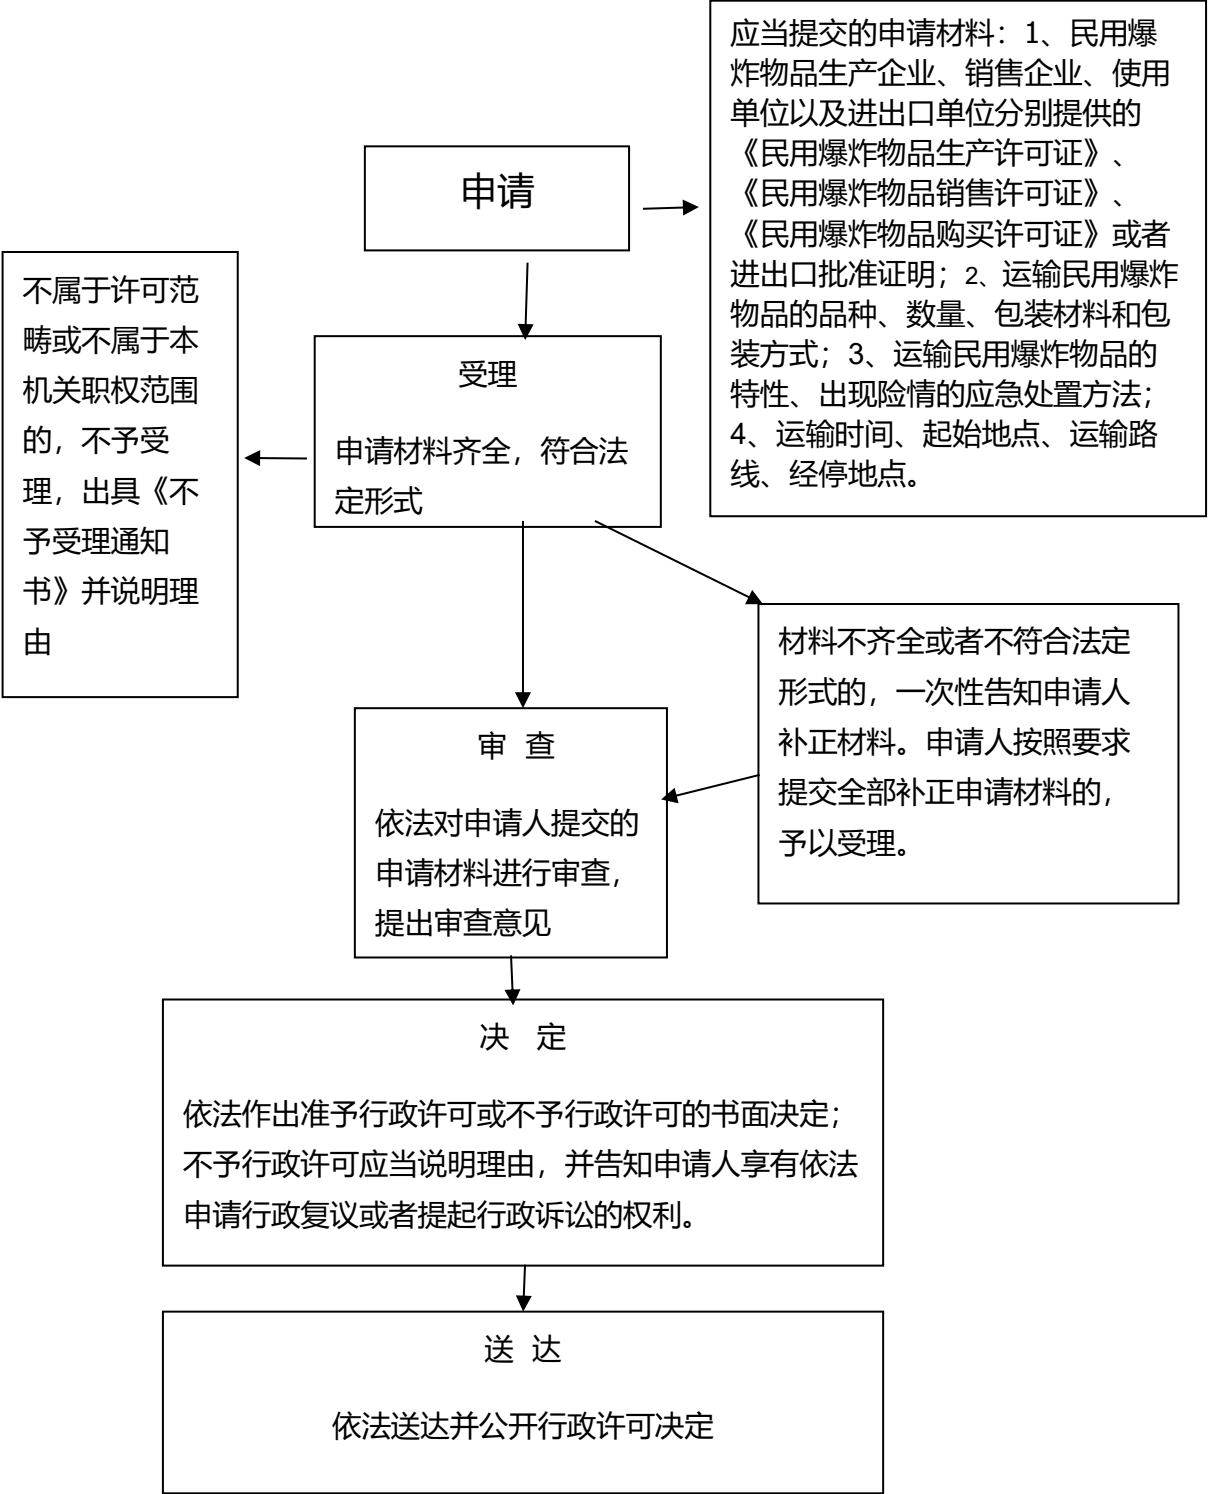 申请
应当提交的申请材料：1、民用爆
炸物品生产企业、销售企业、使用
单位以及进出口单位分别提供的
《民用爆炸物品生产许可证》、
《民用爆炸物品销售许可证》、
《民用爆炸物品购买许可证》或者
进出口批准证明；2、运输民用爆炸
物品的品种、数量、包装材料和包
装方式；3、运输民用爆炸物品的
特性、出现险情的应急处置方法；
4、运输时间、起始地点、运输路
线、经停地点。
不属于许可范
畴或不属于本
机关职权范围
的，不予受
理，出具《不
予受理通知
书》并说明理
由
受理
申请材料齐全，符合法
定形式
材料不齐全或者不符合法定
形式的，一次性告知申请人
补正材料。申请人按照要求
提交全部补正申请材料的，
予以受理。
审 查
依法对申请人提交的
申请材料进行审查，
提出审查意见
决 定
依法作出准予行政许可或不予行政许可的书面决定；
不予行政许可应当说明理由，并告知申请人享有依法
申请行政复议或者提起行政诉讼的权利。
送 达
依法送达并公开行政许可决定